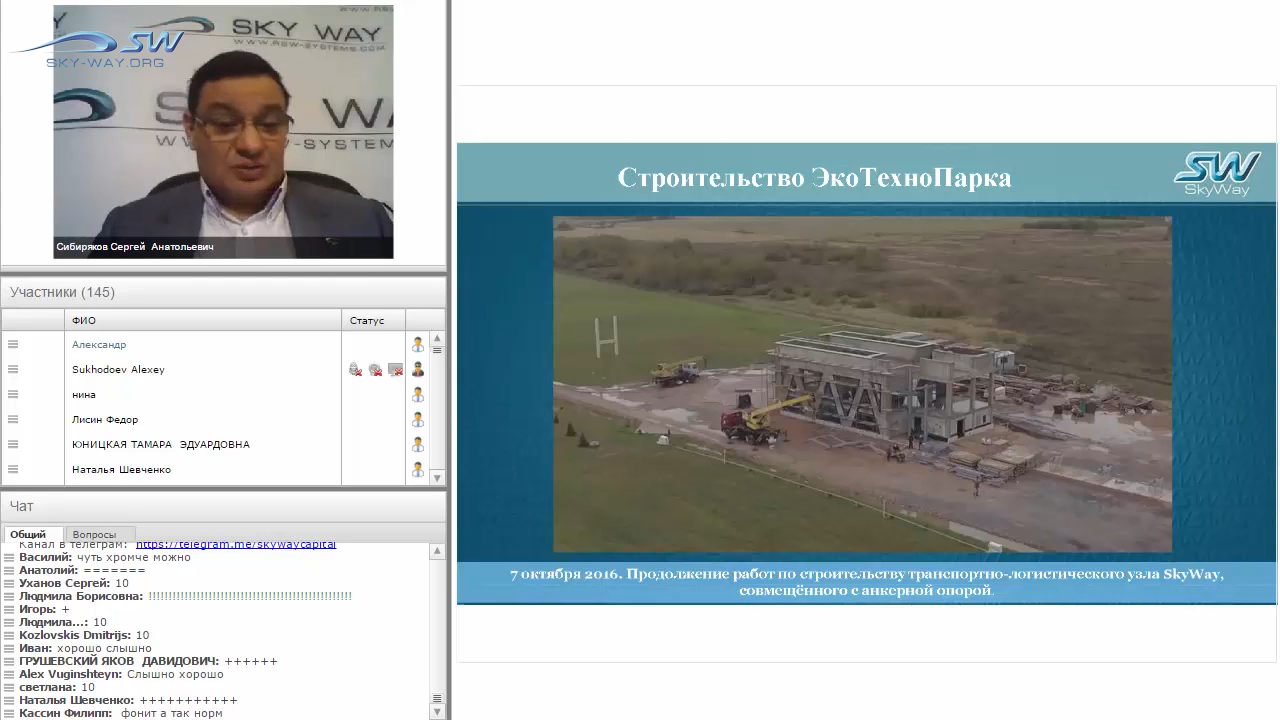 SKY WAY
WWW.RSW-SYSTEMS.COM
SW
SKY-WAY.ORG
Сибиряков Сергей Анатольевич
Участники (145)
ФИО
Статус
Александр
Sukhodoev Alexey
нина
Лисин Федор
ЮНИЦКАЯ ТАМАРА ЭДУАРДОВНА
Наталья Шевченко
Чат
Общий
Вопросы
Канал в телеграм: https://telegram.me/skywaycapital
Василий: чуть хромче можно
Анатолий: =======
Уханов Сергей: 10
Людмила Борисовна: !!!!!!!!!!!!!!!!!!!!!!!!!!!!!!!!!!!!!!!!!!!!!!!!!!!
Игорь: +
Людмила...: 10
Kozlovskis Dmitrijs: 10
Иван: хорошо слышно
ГРУШЕВСКИЙ ЯКОВ ДАВИДОВИЧ: ++++++
Alex Vuginshteyn: Слышно хорошо
светлана: 10
Наталья Шевченко: +++++++++++
Кассин Филипп: фонит а так норм
Строительство ЭкоТехноПарка
SW
SkyWay
7 октября 2016. Продолжение работ по строительству транспортно-логистического узла SkyWay,
совмещённого с анкерной опорой.